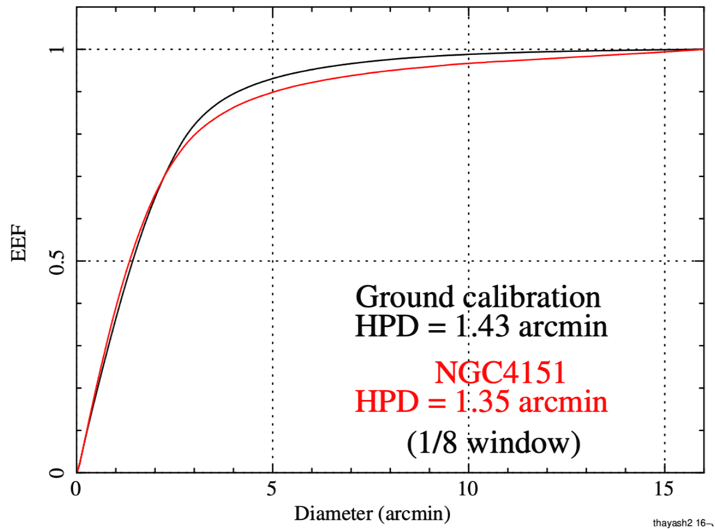 1
EEF
0.5
Ground calibration
HPD = 1.43 arcmin
NGC4151
HPD = 1.35 arcmin
(1/8 window)
0
0 5 10 15
Diameter (arcmin)
thayash2 16